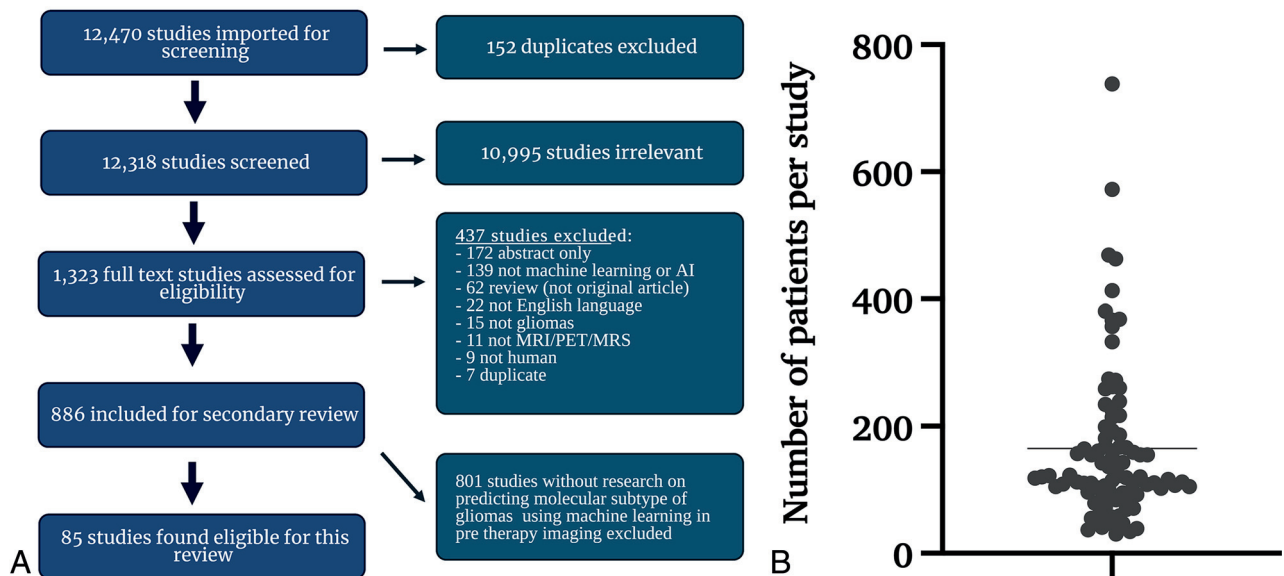 12,470 studies imported for
screening
152 duplicates excluded
12,318 studies screened
10,995 studies irrelevant
1,323 full text studies assessed for
eligibility
437 studies excluded:
- 172 abstract only
- 139 not machine learning or AI
- 62 review (not original article)
- 22 not English language
- 15 not gliomas
- 11 not MRI/PET/MRS
- 9 not human
- 7 duplicate
886 included for secondary review
801 studies without research on
predicting molecular subtype of
gliomas using machine learning in
pre therapy imaging excluded
85 studies found eligible for this
review
A
Number of patients per study
800
600
400
200
0
B